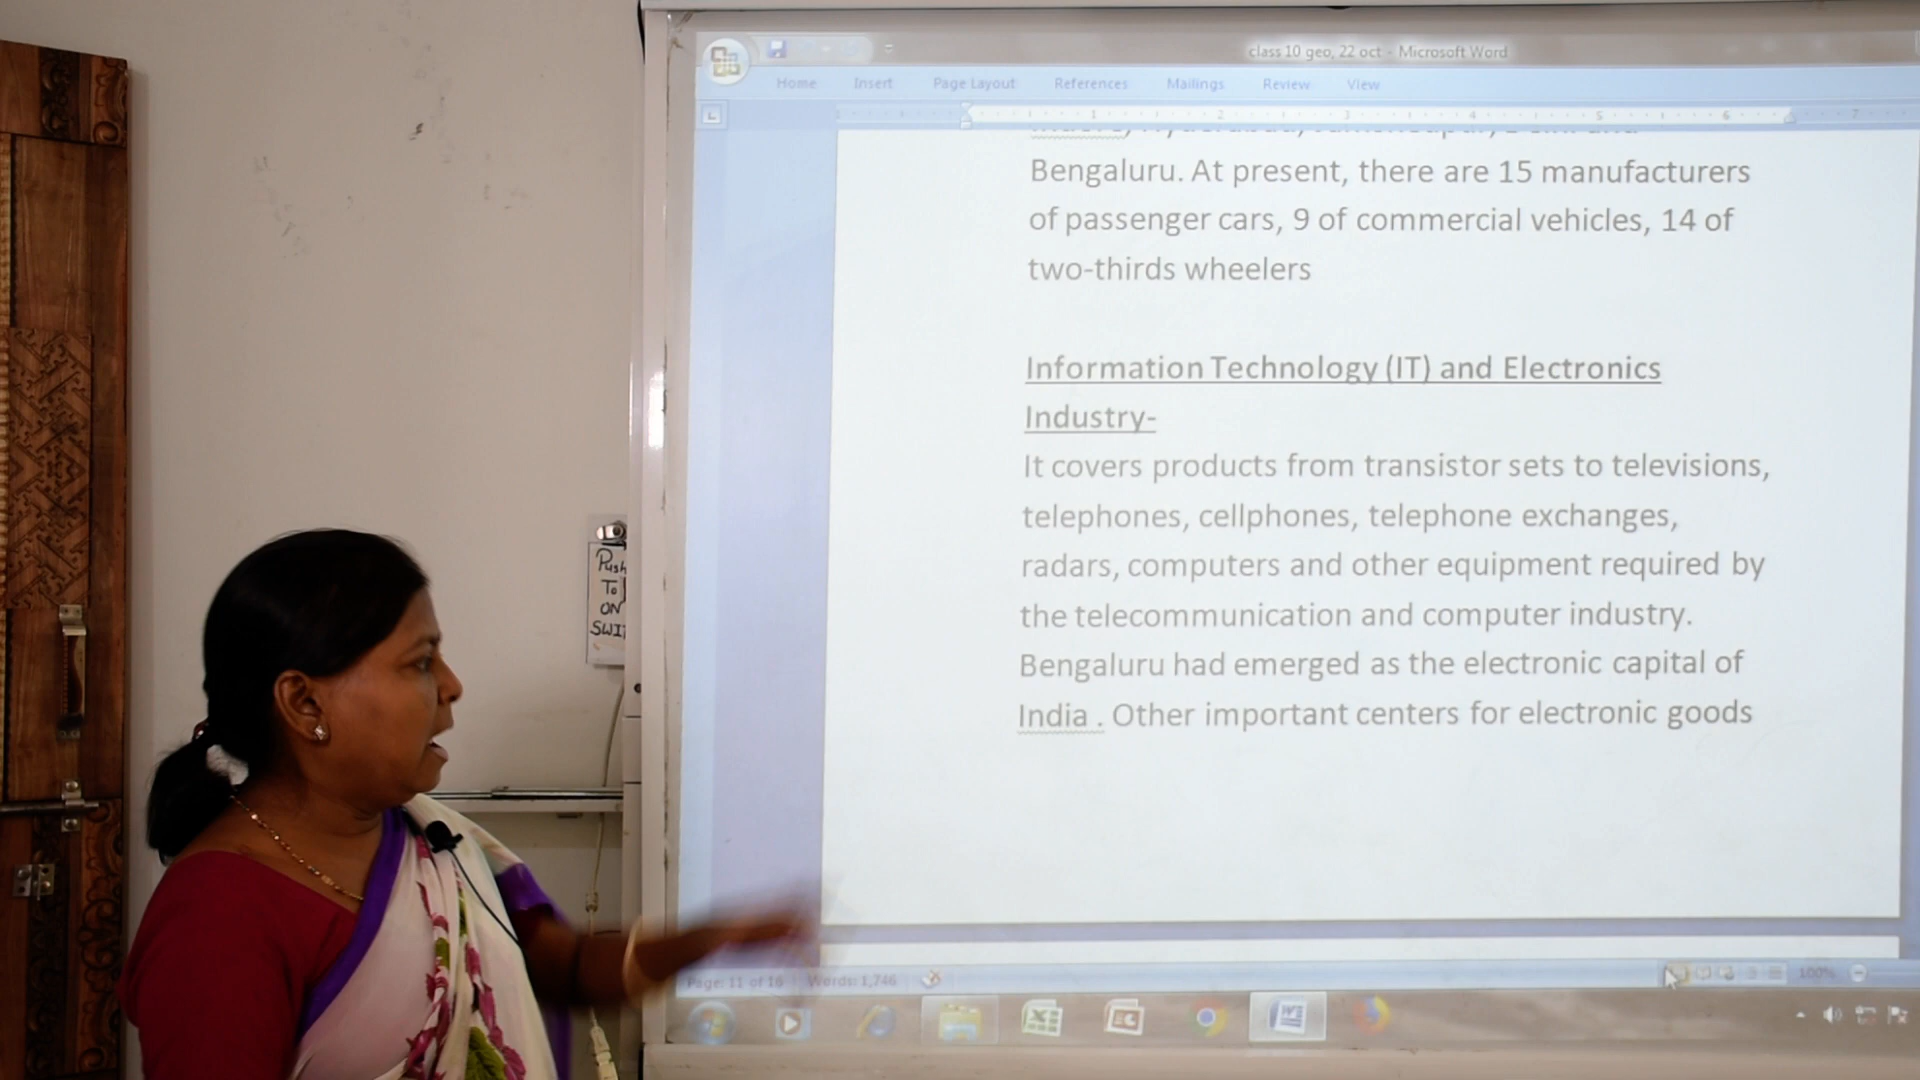 class 10 geo, 22 oct - Microsoft Word
Home Insert Page Layout References Mailings Review View
Bengaluru. At present, there are 15 manufacturers
of passenger cars, 9 of commercial vehicles, 14 of
two-thirds wheelers
Information Technology (IT) and Electronics
Industry-
It covers products from transistor sets to televisions,
telephones, cellphones, telephone exchanges,
radars, computers and other equipment required by
the telecommunication and computer industry.
Bengaluru had emerged as the electronic capital of
India . Other important centers for electronic goods
Push
To
ON
Page: 11 of 16 Words: 1,746
100%